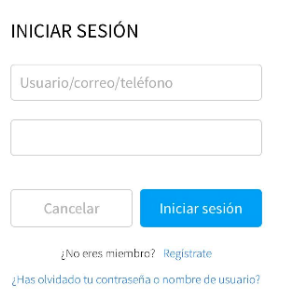 INICIAR SESIÓN
Usuario/correo/teléfono
Cancelar Iniciar sesión
¿No eres miembro? Regístrate
¿Has olvidado tu contraseña o nombre de usuario?